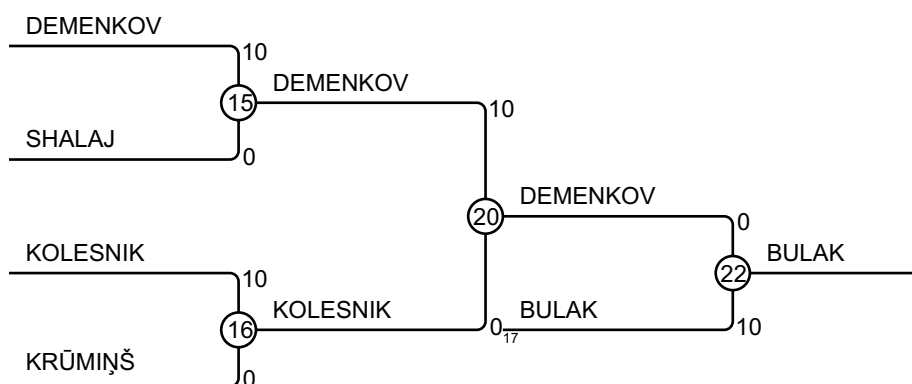 DEMENKOV
10
15
DEMENKOV
10
SHALAJ
0
20
DEMENKOV
0
KOLESNIK
10
22
BULAK
16
KOLESNIK
0
17
BULAK
10
KRŪMIŅŠ
0